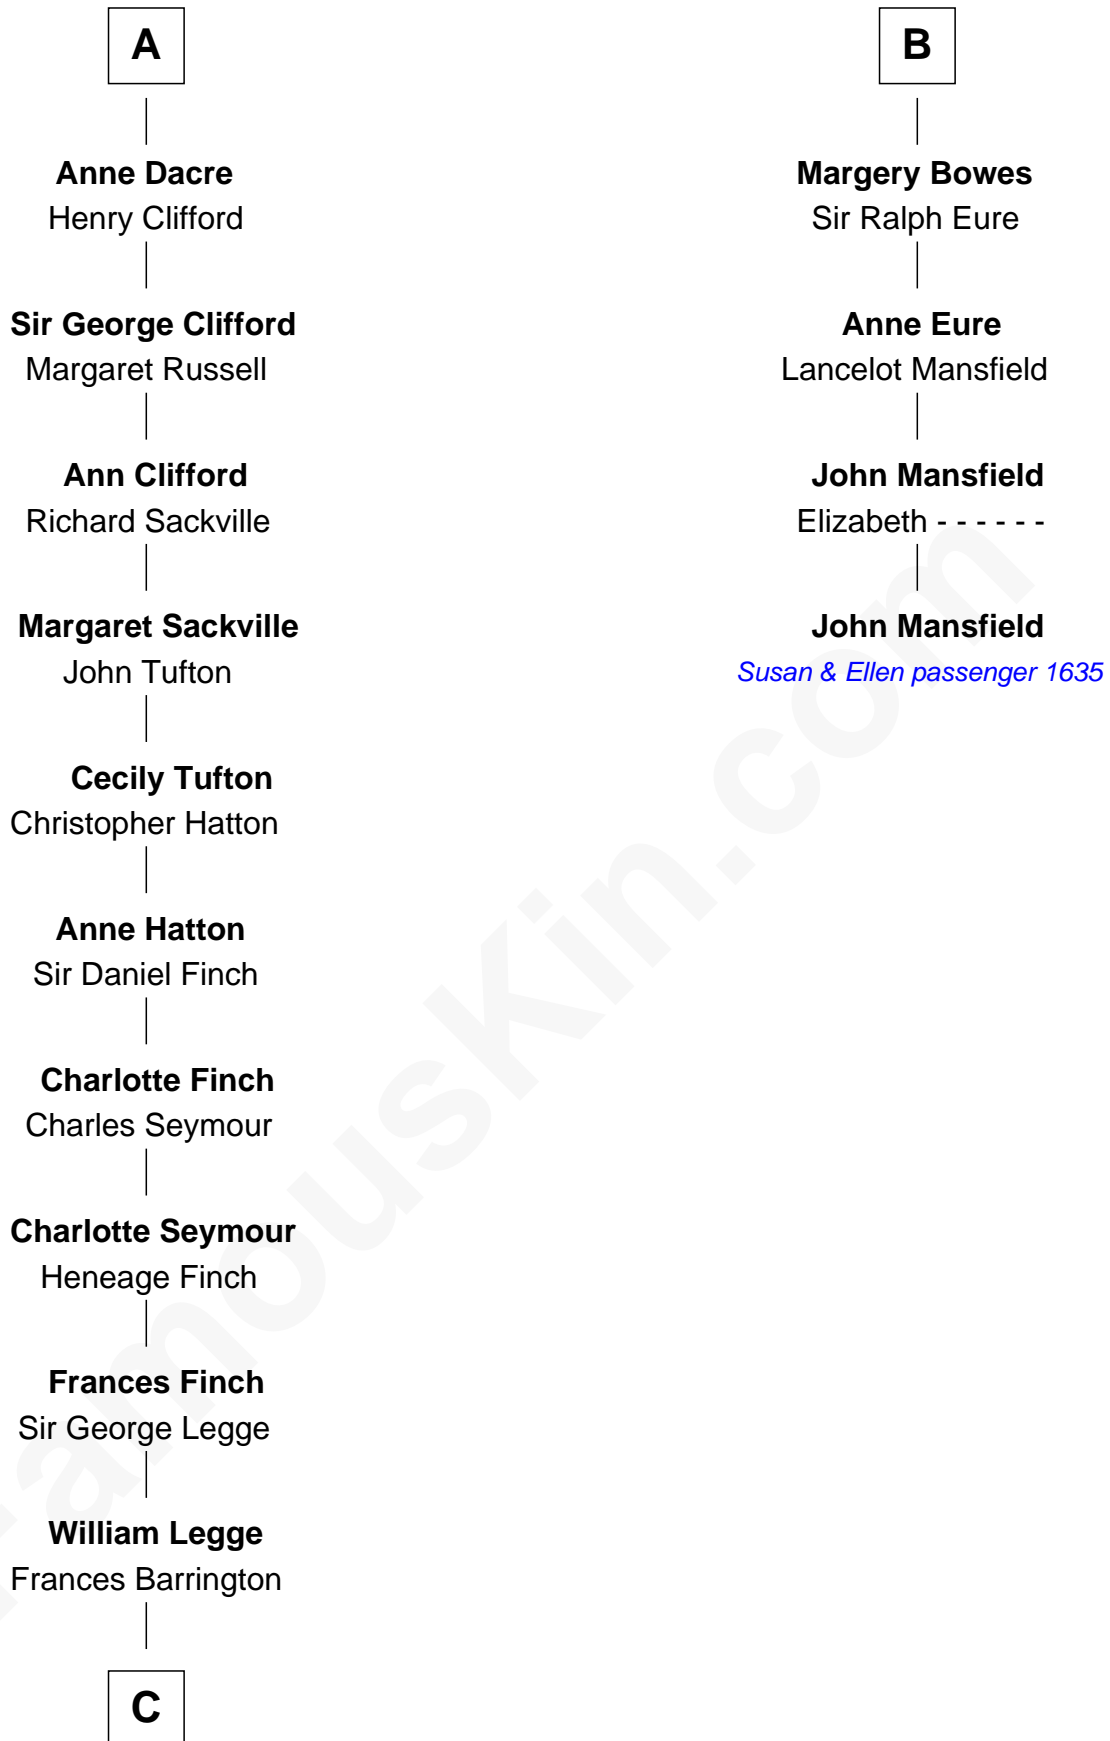 A
Anne Dacre
Henry Clifford
Sir George Clifford
Margaret Russell
Ann Clifford
Richard Sackville
Margaret Sackville
John Tufton
Cecily Tufton
Christopher Hatton
Anne Hatton
Sir Daniel Finch
Charlotte Finch
Charles Seymour
Charlotte Seymour
Heneage Finch
Frances Finch
Sir George Legge
William Legge
Frances Barrington
C
B
Margery Bowes
Sir Ralph Eure
Anne Eure
Lancelot Mansfield
John Mansfield
Elizabeth - - - - - -
John Mansfield
Susan & Ellen passenger 1635
FamousKin.com